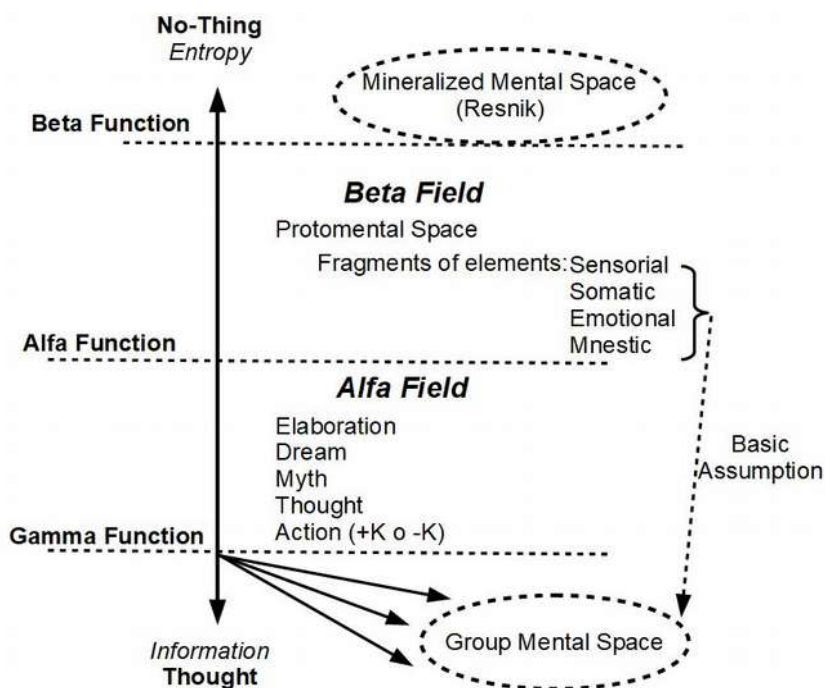 No-Thing
Entropy
Mineralized Mental Space
(Resnik)
Beta Function
Beta Field
Protomental Space
Fragments of elements: Sensorial
Somatic
Emotional
Mnestic
Alfa Function
Alfa Field
Elaboration
Dream
Myth
Thought
Action (+K o -K)
Basic
Assumption
Gamma Function
Group Mental Space
Information
Thought